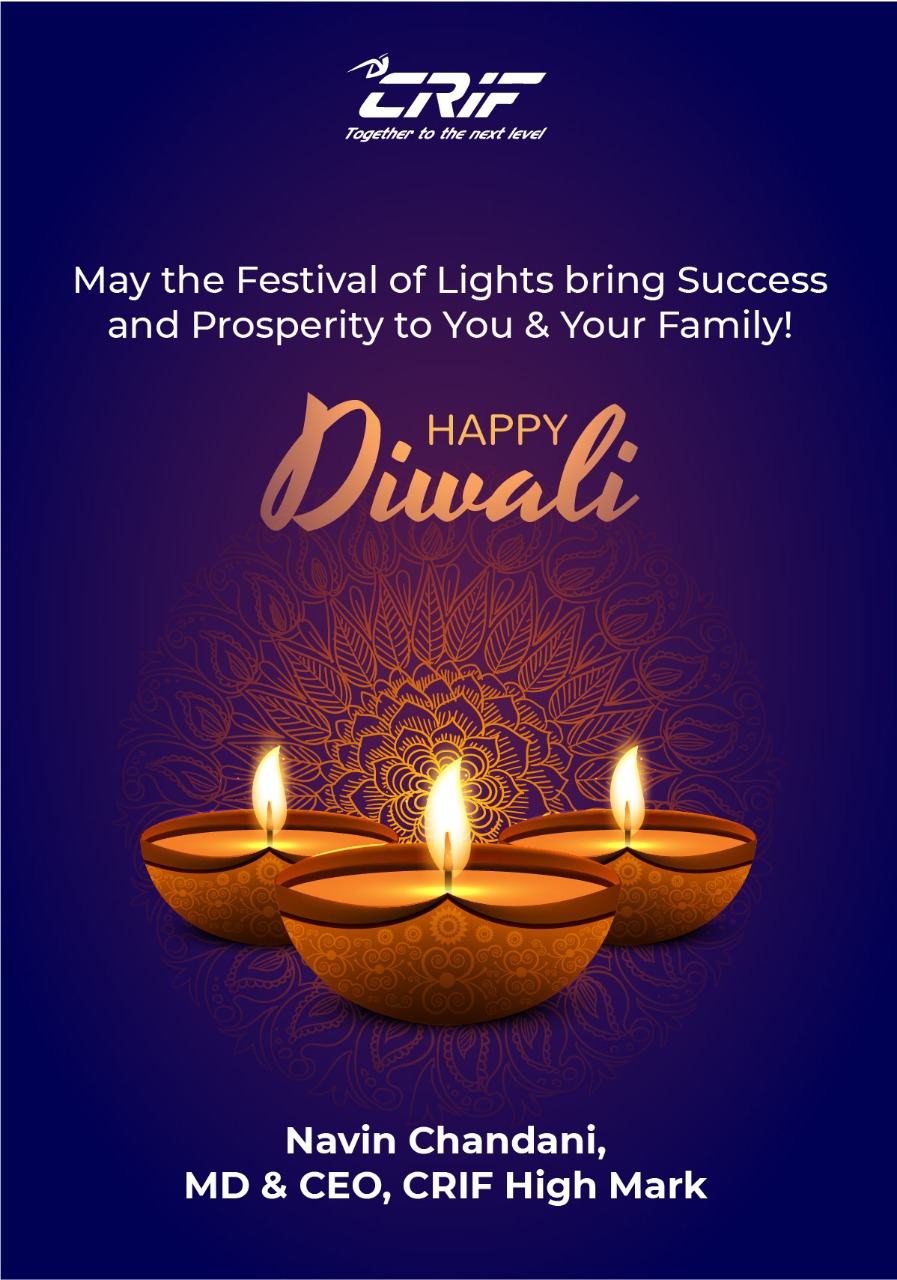 CRIF
Together to the next level
May the Festival of Lights bring Success
and Prosperity to You & Your Family!
HAPPY
Diwali
Navin Chandani,
MD & CEO, CRIF High Mark